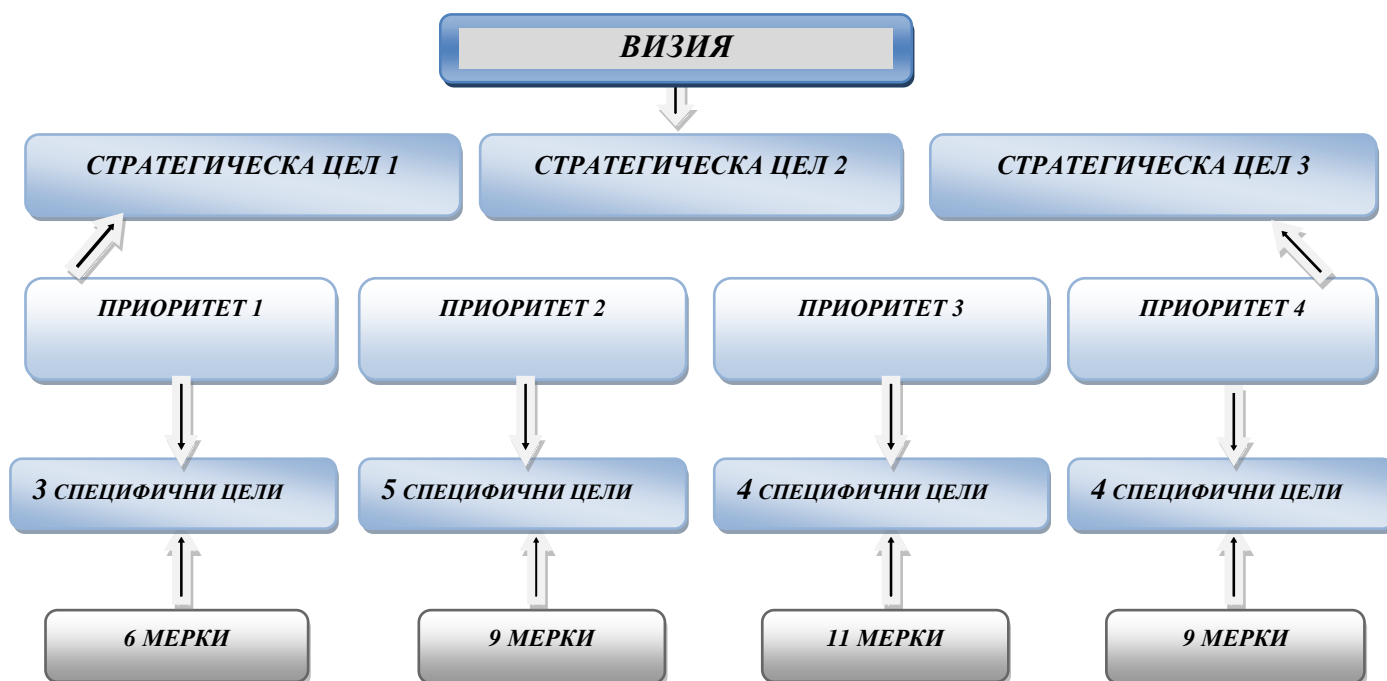 ВИЗИЯ
СТРАТЕГИЧЕСКА ЦЕЛ 1
СТРАТЕГИЧЕСКА ЦЕЛ 2
СТРАТЕГИЧЕСКА ЦЕЛ 3
ПРИОРИТЕТ 1
ПРИОРИТЕТ 2
ПРИОРИТЕТ 3
ПРИОРИТЕТ 4
3 СПЕЦИФИЧНИ ЦЕЛИ
5 СПЕЦИФИЧНИ ЦЕЛИ
4 СПЕЦИФИЧНИ ЦЕЛИ
4 СПЕЦИФИЧНИ ЦЕЛИ
6 МЕРКИ
9 МЕРКИ
11 МЕРКИ
9 МЕРКИ